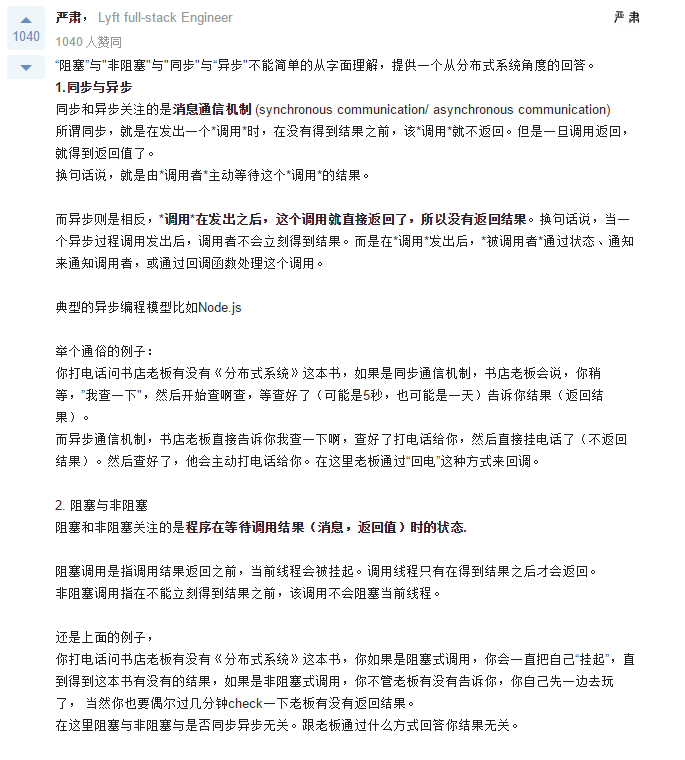 严肃，Lyft full-stack Engineer
严 肃
1040
1040 人赞同
“阻塞”与"非阻塞"与"同步"与“异步"不能简单的从字面理解，提供一个从分布式系统角度的回答。
1.同步与异步
同步和异步关注的是消息通信机制 (synchronous communication/ asynchronous communication)
所谓同步，就是在发出一个*调用*时，在没有得到结果之前，该*调用*就不返回。但是一旦调用返回，
就得到返回值了。
换句话说，就是由*调用者*主动等待这个*调用*的结果。
而异步则是相反，*调用*在发出之后，这个调用就直接返回了，所以没有返回结果。换句话说，当一
个异步过程调用发出后，调用者不会立刻得到结果。而是在*调用*发出后，*被调用者*通过状态、通知
来通知调用者，或通过回调函数处理这个调用。
典型的异步编程模型比如Node.js
举个通俗的例子：
你打电话问书店老板有没有《分布式系统》这本书，如果是同步通信机制，书店老板会说，你稍
等，”我查一下"，然后开始查啊查，等查好了（可能是5秒，也可能是一天）告诉你结果（返回结
果）。
而异步通信机制，书店老板直接告诉你我查一下啊，查好了打电话给你，然后直接挂电话了（不返回
结果）。然后查好了，他会主动打电话给你。在这里老板通过“回电”这种方式来回调。
2. 阻塞与非阻塞
阻塞和非阻塞关注的是程序在等待调用结果（消息，返回值）时的状态.
阻塞调用是指调用结果返回之前，当前线程会被挂起。调用线程只有在得到结果之后才会返回。
非阻塞调用指在不能立刻得到结果之前，该调用不会阻塞当前线程。
还是上面的例子，
你打电话问书店老板有没有《分布式系统》这本书，你如果是阻塞式调用，你会一直把自己“挂起”，直
到得到这本书有没有的结果，如果是非阻塞式调用，你不管老板有没有告诉你，你自己先一边去玩
了， 当然你也要偶尔过几分钟check一下老板有没有返回结果。
在这里阻塞与非阻塞与是否同步异步无关。跟老板通过什么方式回答你结果无关。